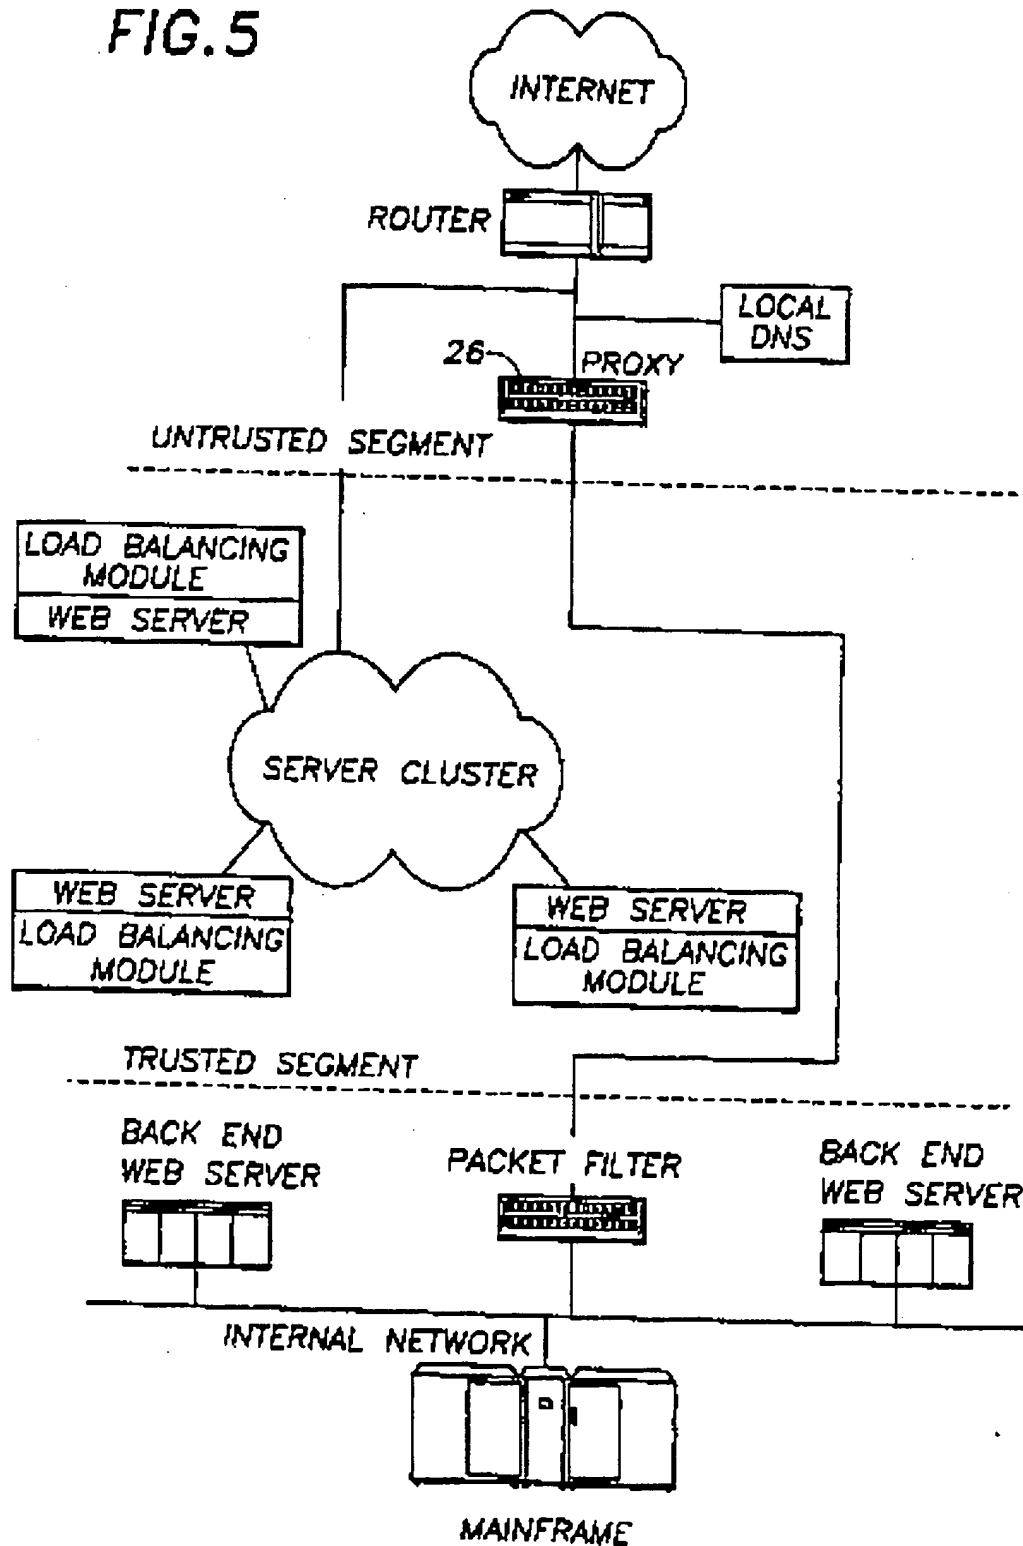 FIG.5
INTERNET
ROUTER
LOCAL
DNS
26
PROXY
UNTRUSTED SEGMENT
LOAD BALANCING
MODULE
WEB SERVER
SERVER CLUSTER
WEB SERVER
LOAD BALANCING
MODULE
WEB SERVER
LOAD BALANCING
MODULE
TRUSTED SEGMENT
BACK END
WEB SERVER
PACKET FILTER
BACK END
WEB SERVER
INTERNAL NETWORK
MAINFRAME